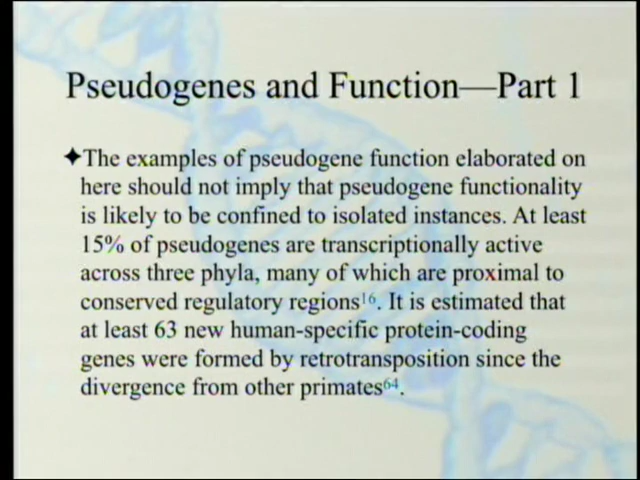 Pseudogenes and Function—Part 1
✦The examples of pseudogene function elaborated on
here should not imply that pseudogene functionality
is likely to be confined to isolated instances. At least
15% of pseudogenes are transcriptionally active
across three phyla, many of which are proximal to
conserved regulatory regions¹⁶. It is estimated that
at least 63 new human-specific protein-coding
genes were formed by retrotransposition since the
divergence from other primates⁶⁴.